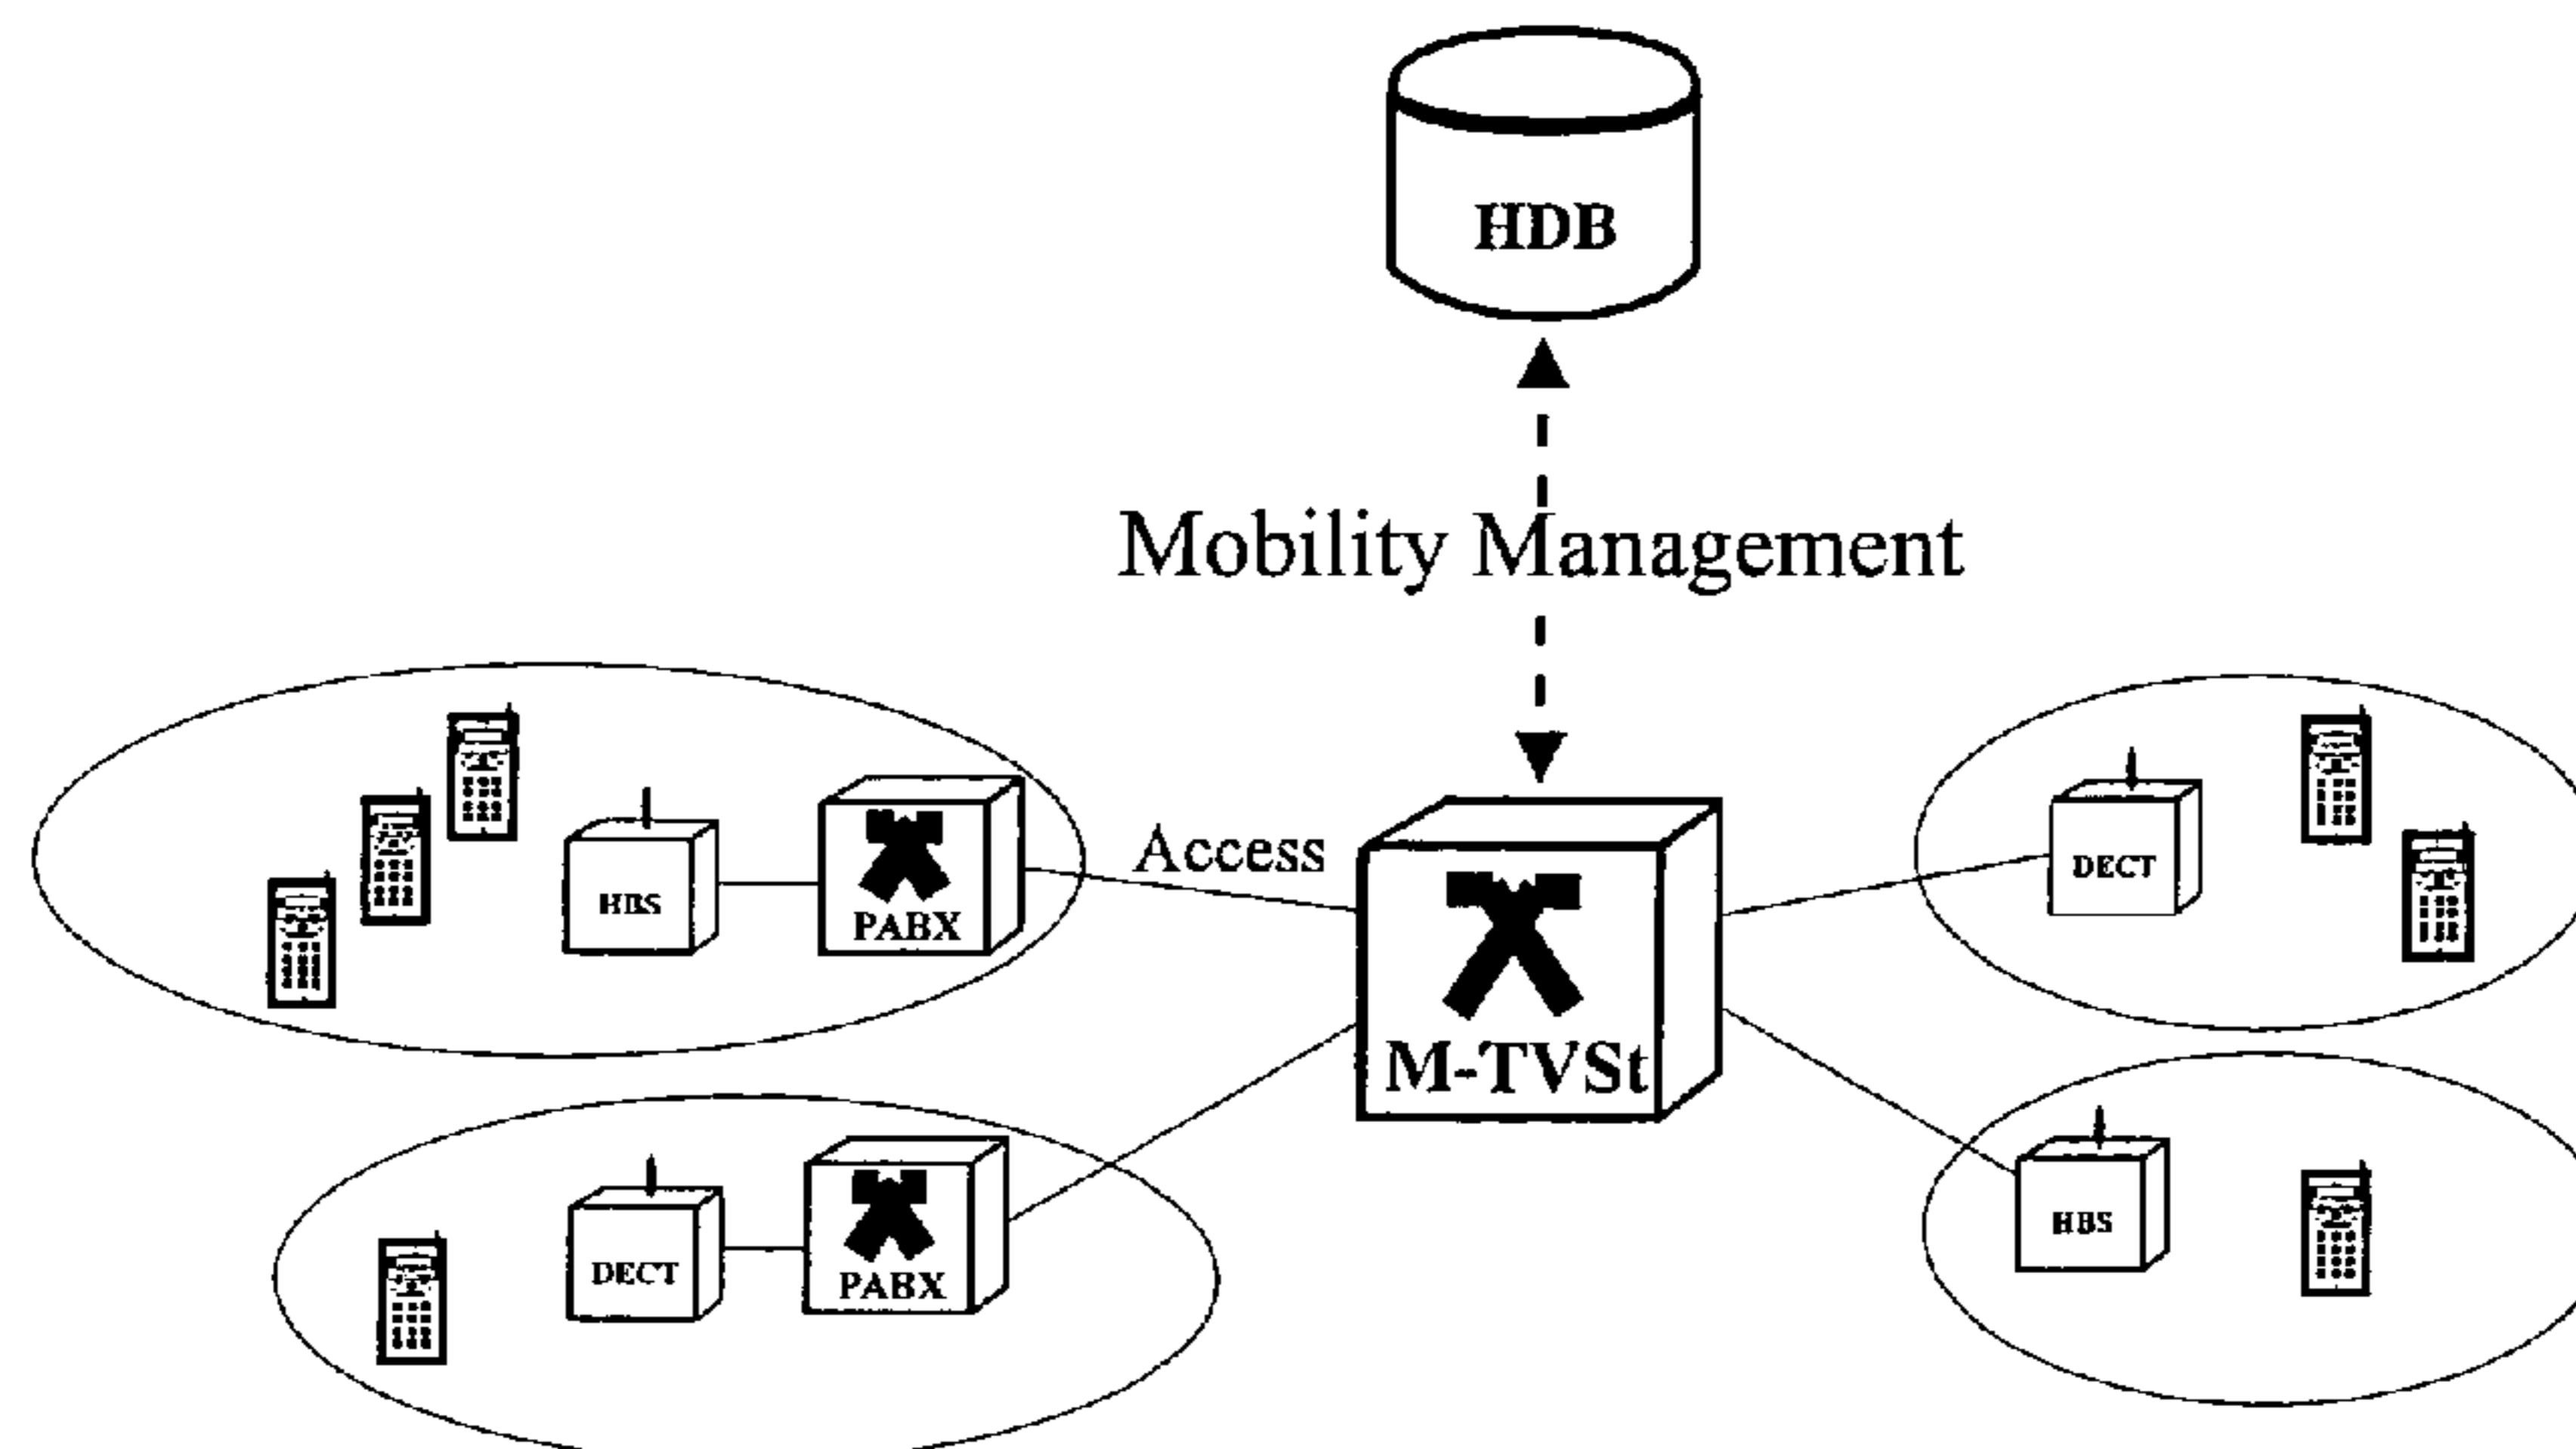 HDB
Mobility Management
Access
HBS
PABX
M-TVSt
DECT
DECT
PABX
HBS